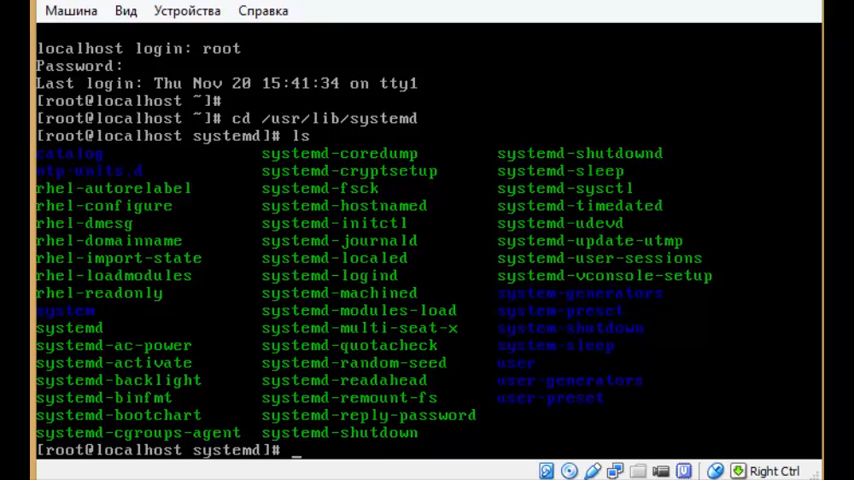 Машина Вид Устройства Справка
localhost login: root
Password:
Last login: Thu Nov 20 15:41:34 on tty1
[root@localhost ~]#
[root@localhost ~]# cd /usr/lib/systemd
[root@localhost systemd]# ls
catalog systemd-coredump systemd-shutdownd
ntp-units.d systemd-cryptsetup systemd-sleep
rhel-autorelabel systemd-fsck systemd-sysctl
rhel-configure systemd-hostnamed systemd-timedated
rhel-dmesg systemd-initctl systemd-udevd
rhel-domainname systemd-journald systemd-update-utmp
rhel-import-state systemd-localed systemd-user-sessions
rhel-loadmodules systemd-logind systemd-vconsole-setup
rhel-readonly systemd-machined system-generators
system systemd-modules-load system-preset
systemd systemd-multi-seat-x system-shutdown
systemd-ac-power systemd-quotacheck system-sleep
systemd-activate systemd-random-seed user
systemd-backlight systemd-readahead user-generators
systemd-binfmt systemd-remount-fs user-preset
systemd-bootchart systemd-reply-password
systemd-cgroups-agent systemd-shutdown
[root@localhost systemd]# _
Right Ctrl